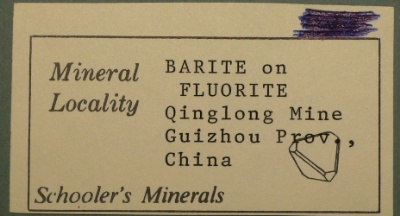 Mineral BARITE on
FLUORITE
Locality Qinglong Mine
Guizhou Prov.,
China
Schooler's Minerals